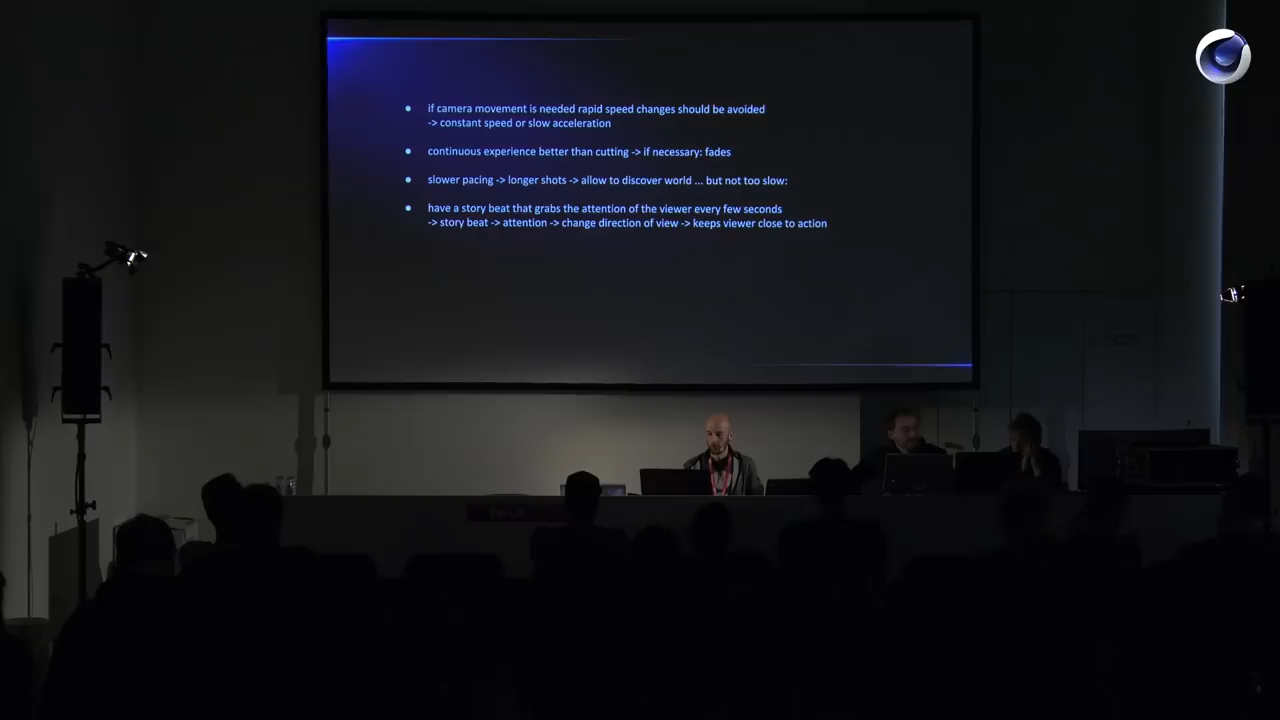 if camera movement is needed rapid speed changes should be avoided
-> constant speed or slow acceleration
continuous experience better than cutting -> if necessary: fades
slower pacing -> longer shots -> allow to discover world ... but not too slow:
have a story beat that grabs the attention of the viewer every few seconds
-> story beat -> attention -> change direction of view -> keeps viewer close to action